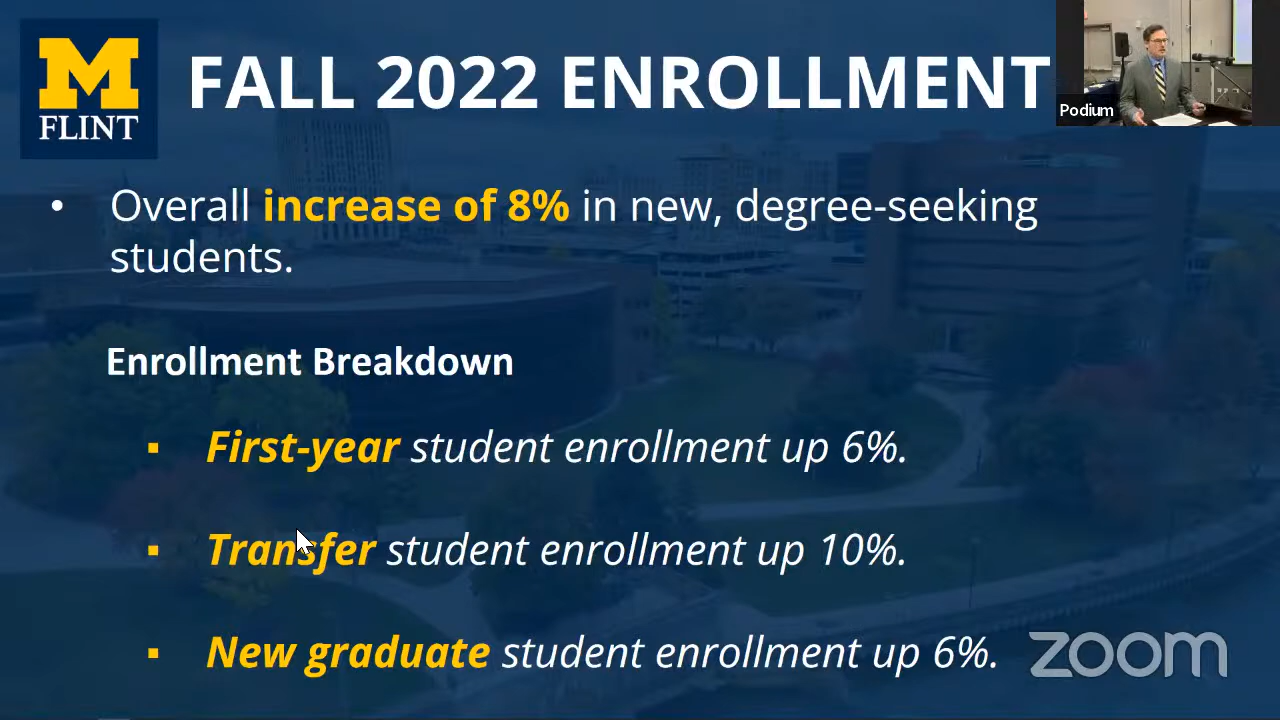 M
FLINT
FALL 2022 ENROLLMENT
Podium
• Overall increase of 8% in new, degree-seeking
students.
Enrollment Breakdown
▪ First-year student enrollment up 6%.
▪ Transfer student enrollment up 10%.
▪ New graduate student enrollment up 6%.
zoom